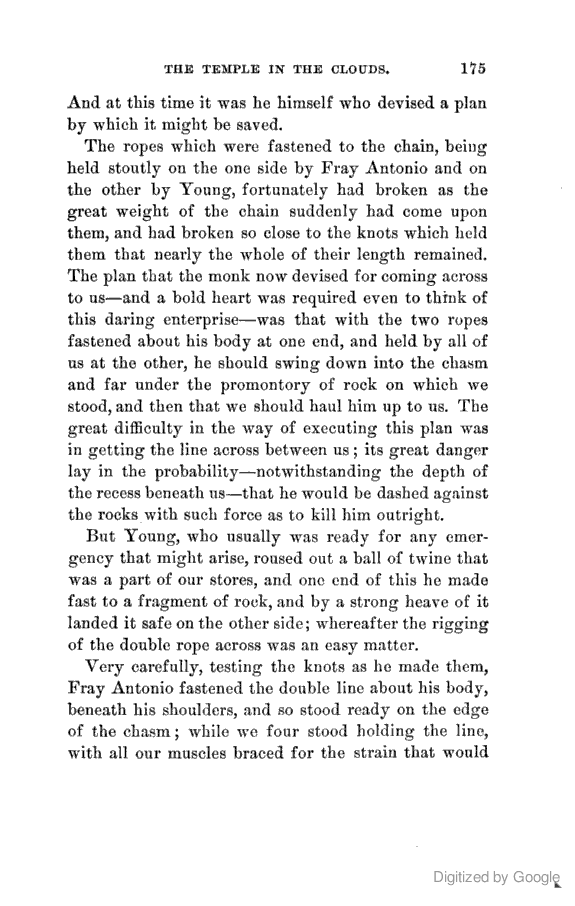 THE TEMPLE IN THE CLOUDS. 175
And at this time it was he himself who devised a plan
by which it might be saved.
The ropes which were fastened to the chain, being
held stoutly on the one side by Fray Antonio and on
the other by Young, fortunately had broken as the
great weight of the chain suddenly had come upon
them, and had broken so close to the knots which held
them that nearly the whole of their length remained.
The plan that the monk now devised for coming across
to us—and a bold heart was required even to think of
this daring enterprise—was that with the two ropes
fastened about his body at one end, and held by all of
us at the other, he should swing down into the chasm
and far under the promontory of rock on which we
stood, and then that we should haul him up to us. The
great difficulty in the way of executing this plan was
in getting the line across between us; its great danger
lay in the probability—notwithstanding the depth of
the recess beneath us—that he would be dashed against
the rocks with such force as to kill him outright.
But Young, who usually was ready for any emer-
gency that might arise, roused out a ball of twine that
was a part of our stores, and one end of this he made
fast to a fragment of rock, and by a strong heave of it
landed it safe on the other side; whereafter the rigging
of the double rope across was an easy matter.
Very carefully, testing the knots as he made them,
Fray Antonio fastened the double line about his body,
beneath his shoulders, and so stood ready on the edge
of the chasm; while we four stood holding the line,
with all our muscles braced for the strain that would
Digitized by Google